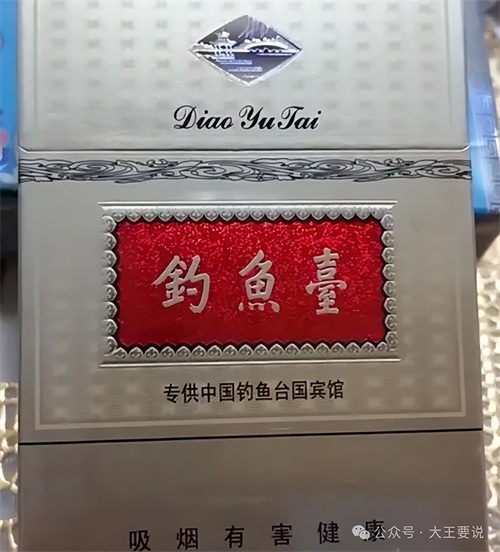 Diao Yu Tai
釣魚臺
专供中国钓鱼台国宾馆
吸烟有害健康
公众号·大王要说